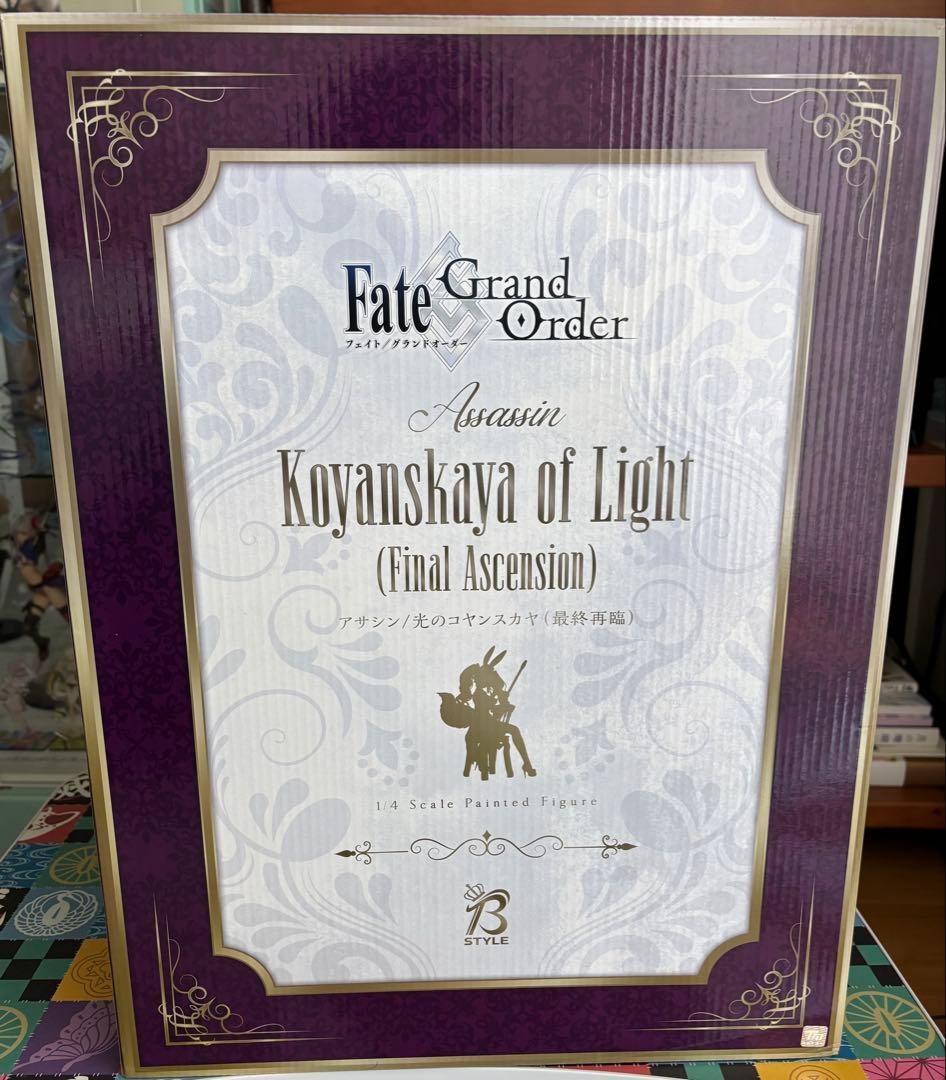 Fate Grand
Order
フェイト／グランドオーダー
Assassin
Koyanskaya of Light
(Final Ascension)
アサシン/光のコヤンスカヤ(最終再臨)
1/4 Scale Painted Figure
B
STYLE